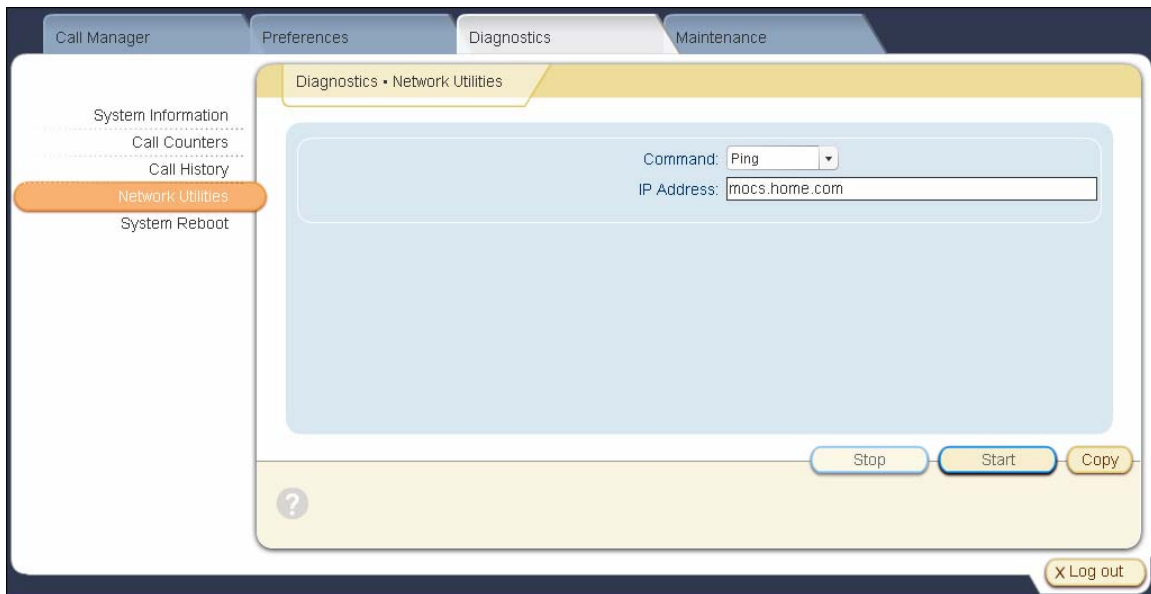 Call Manager
Preferences
Diagnostics
Maintenance
Diagnostics • Network Utilities
System Information
Call Counters
Call History
Network Utilities
System Reboot
Command: Ping
IP Address: mocs.home.com
Stop
Start
Copy
?
X Log out